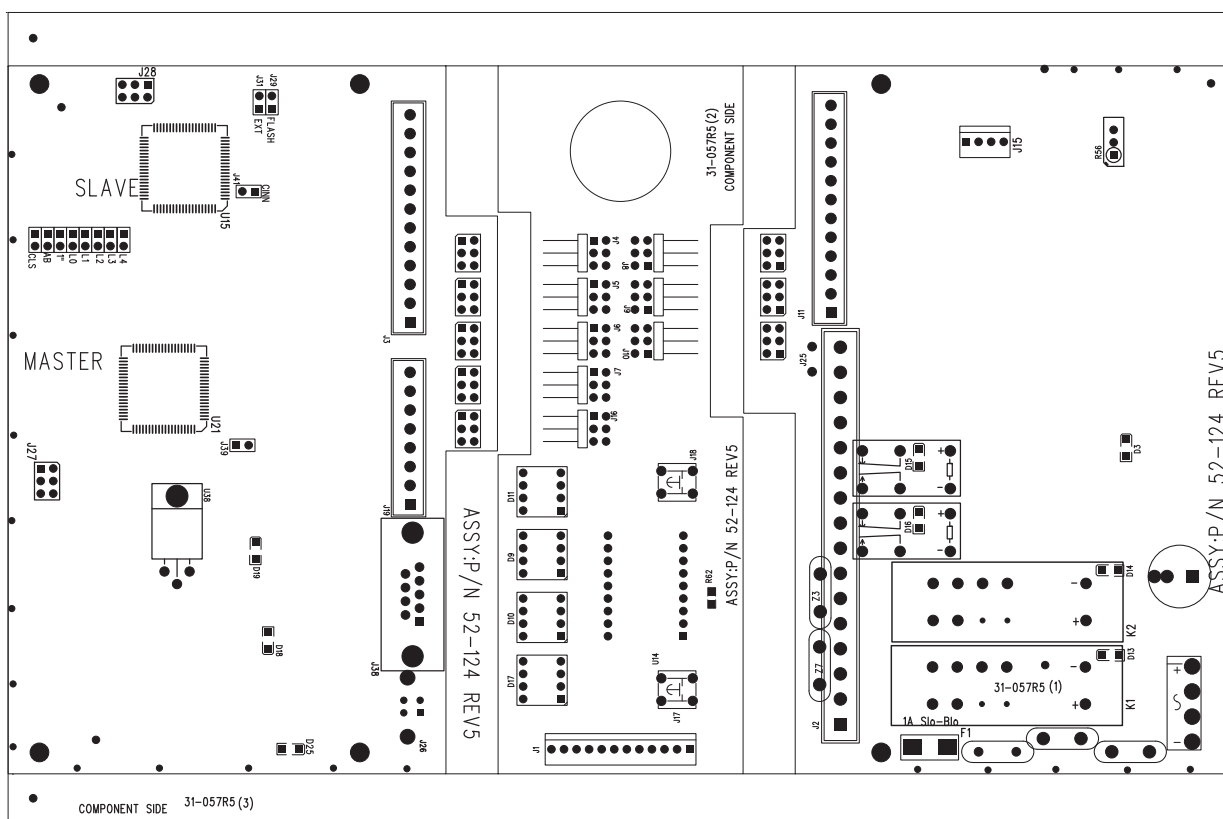 J28
J31
J29
EXT
FLASH
SLAVE
J41
CINN
U15
CLS
AB
1"
L0
L1
L2
L3
L4
MASTER
U21
J39
J27
U38
D19
D18
D25
J3
J19
J38
J26
ASSY:P/N 52-124 REV5
31-057R5 (2)
COMPONENT SIDE
J4
J8
J5
J9
J6
J10
J7
J16
D11
J18
D9
R62
D10
D17
U14
J17
J1
ASSY:P/N 52-124 REV5
J15
R56
J11
J25
D15
D3
D16
Z3
Z7
J2
D14
K2
D13
31-057R5 (1)
K1
1A Slo-Blo
F1
ASSY:P/N 52-124 REV5
COMPONENT SIDE 31-057R5 (3)